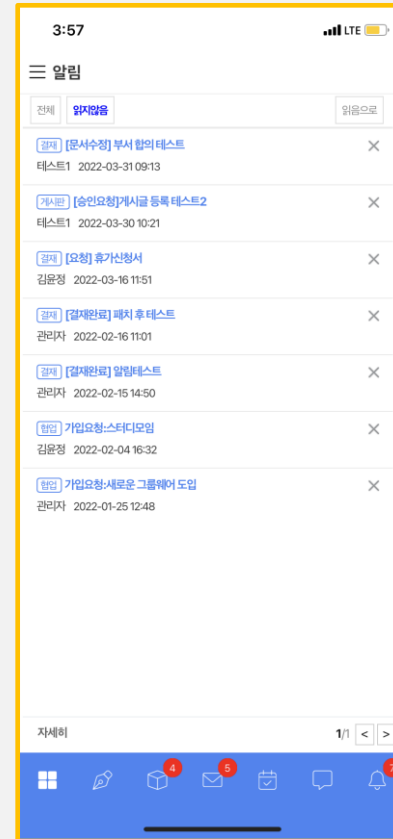 3:57 LTE
알림
전체 읽지않음 읽음으로
결재 [문서수정] 부서 합의 테스트
테스트1 2022-03-31 09:13
게시판 [승인요청]게시글 등록 테스트2
테스트1 2022-03-30 10:21
결재 [요청] 휴가신청서
김윤정 2022-03-16 11:51
결재 [결재완료] 패치 후 테스트
관리자 2022-02-16 11:01
결재 [결재완료] 알림테스트
관리자 2022-02-15 14:50
협업 가입요청:스터디모임
김윤정 2022-02-04 16:32
협업 가입요청:새로운 그룹웨어 도입
관리자 2022-01-25 12:48
자세히 1/1 < >
4 5